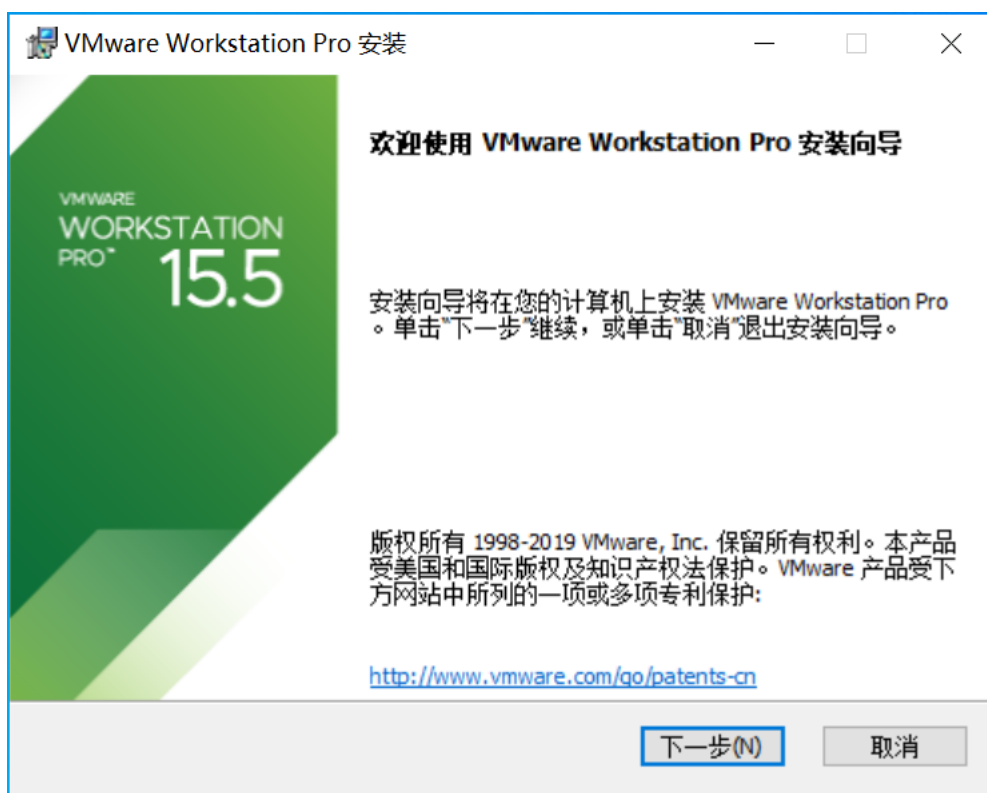 VMware Workstation Pro 安装
欢迎使用 VMware Workstation Pro 安装向导
VMWARE
WORKSTATION
PRO™
15.5
安装向导将在您的计算机上安装 VMware Workstation Pro
。单击"下一步"继续，或单击"取消"退出安装向导。
版权所有 1998-2019 VMware, Inc. 保留所有权利。本产品
受美国和国际版权及知识产权法保护。VMware 产品受下
方网站中所列的一项或多项专利保护:
http://www.vmware.com/go/patents-cn
下一步(N)
取消